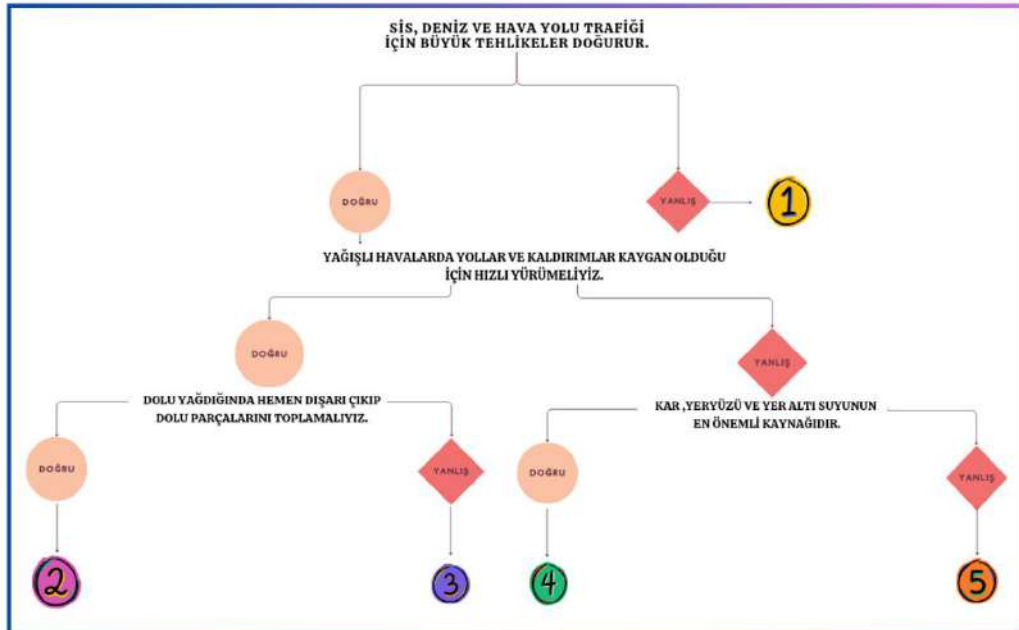 SİS, DENİZ VE HAVA YOLU TRAFİĞİ
İÇİN BÜYÜK TEHLİKELER DOĞURUR.
DOĞRU
YANLIŞ
1
YAĞIŞLI HAVALARDA YOLLAR VE KALDIRIMLAR KAYGAN OLDUĞU
İÇİN HIZLI YÜRÜMELİYİZ.
DOĞRU
YANLIŞ
DOLU YAĞDIĞINDA HEMEN DIŞARI ÇIKIP
DOLU PARÇALARINI TOPLAMALIYIZ.
KAR ,YERYÜZÜ VE YER ALTI SUYUNUN
EN ÖNEMLİ KAYNAĞIDIR.
DOĞRU
YANLIŞ
DOĞRU
YANLIŞ
2
3
4
5